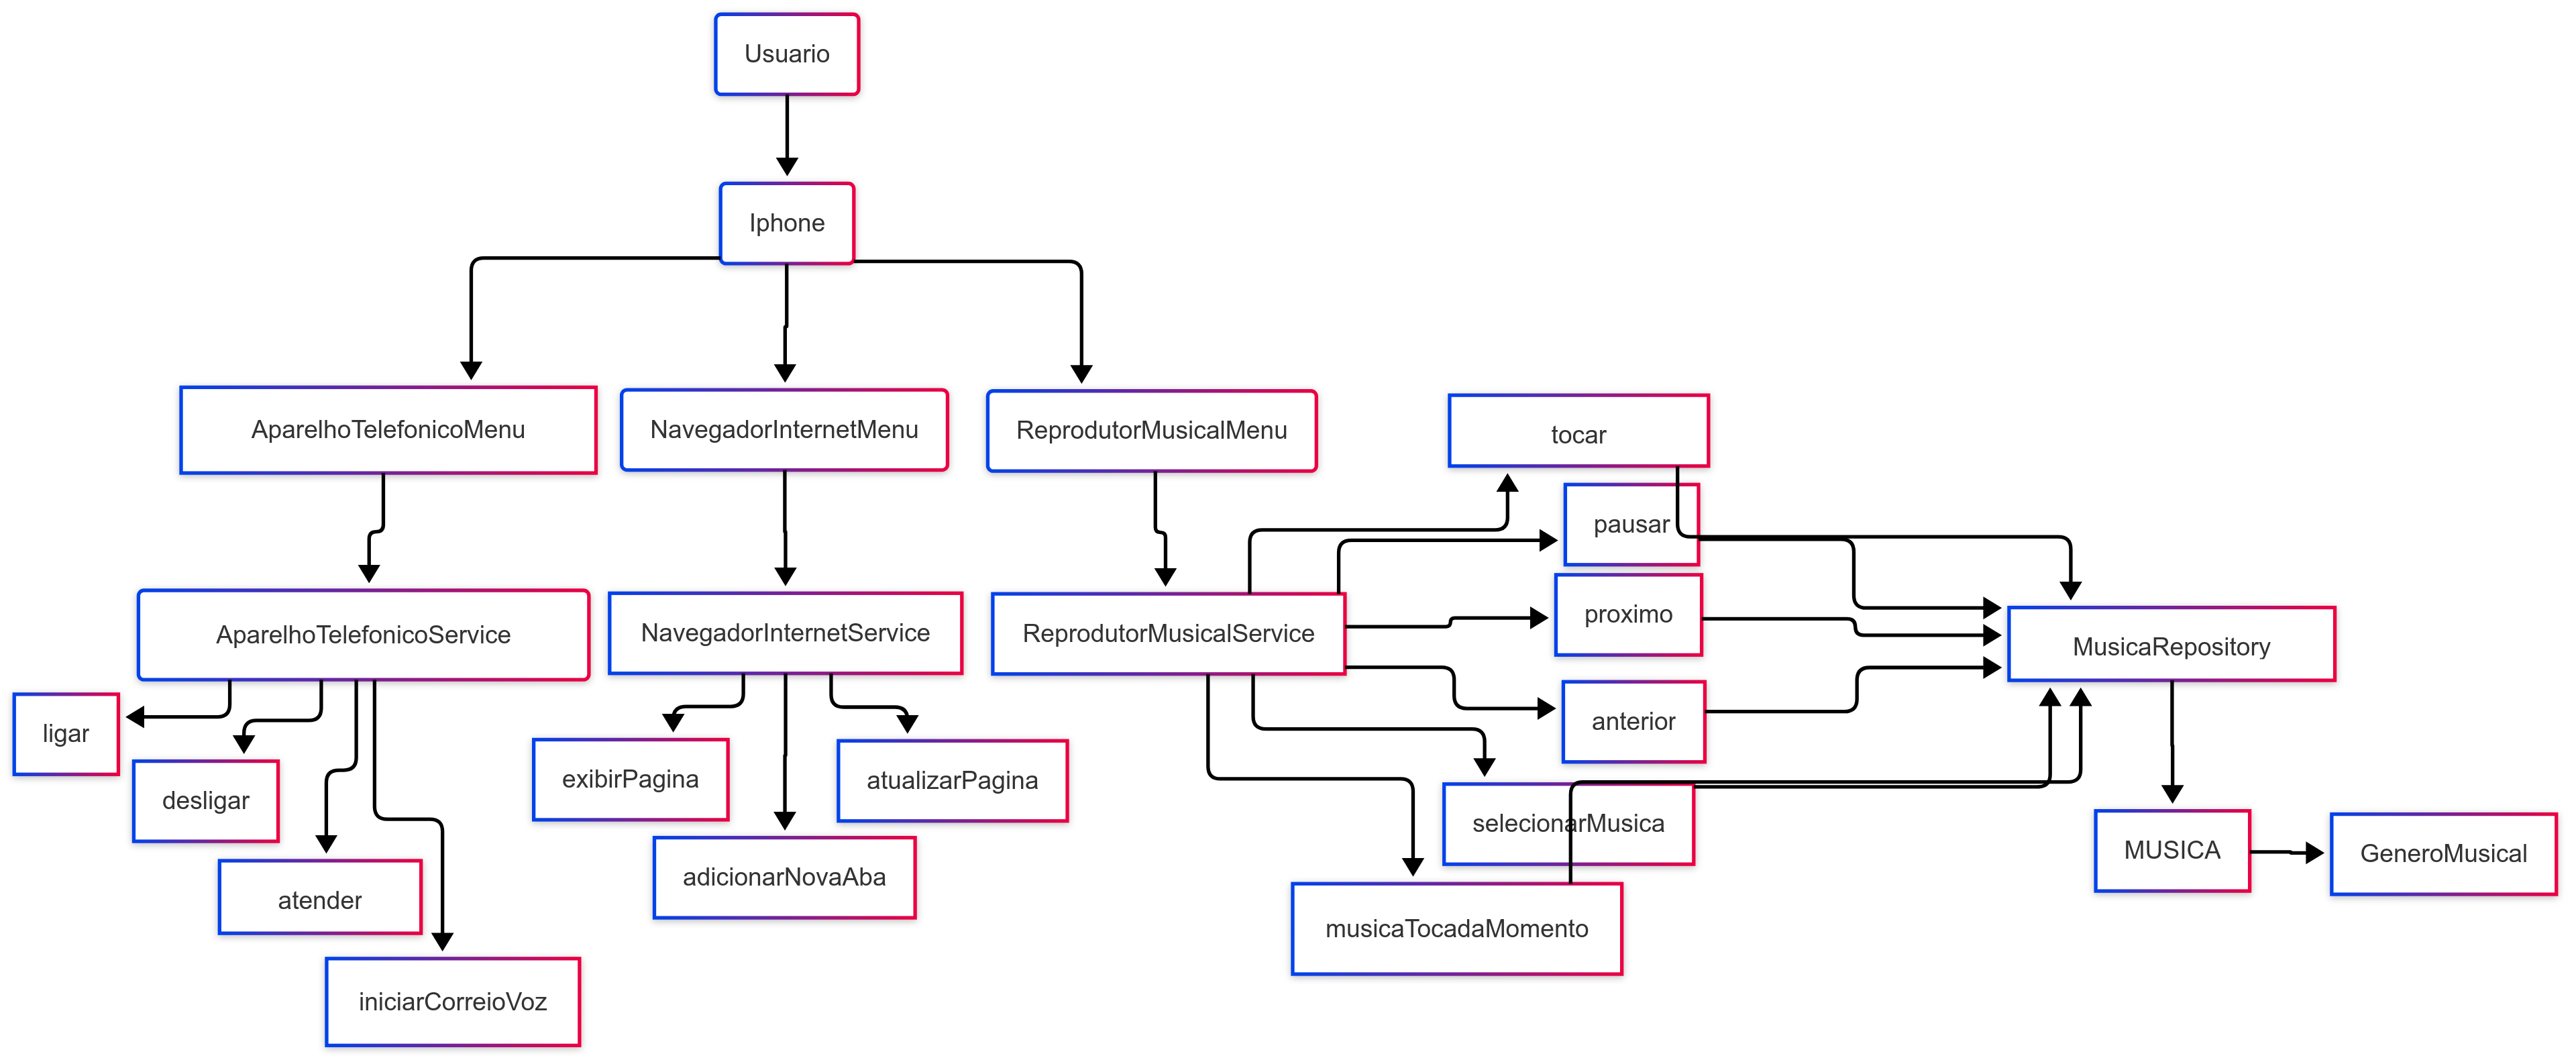 Usuario
Iphone
AparelhoTelefonicoMenu
NavegadorInternetMenu
ReprodutorMusicalMenu
tocar
pausar
proximo
anterior
AparelhoTelefonicoService
NavegadorInternetService
ReprodutorMusicalService
MusicaRepository
ligar
desligar
atender
iniciarCorreioVoz
exibirPagina
adicionarNovaAba
atualizarPagina
selecionarMusica
musicaTocadaMomento
MUSICA
GeneroMusical